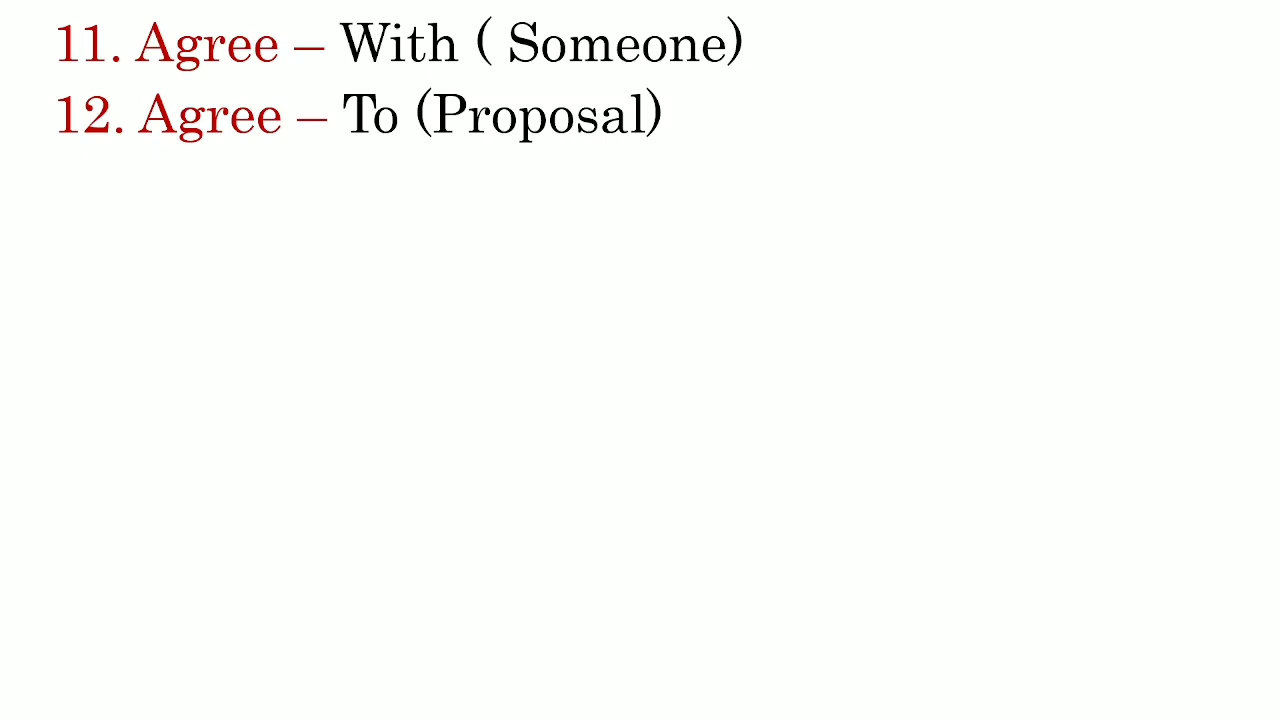 11. Agree – With ( Someone)
12. Agree – To (Proposal)